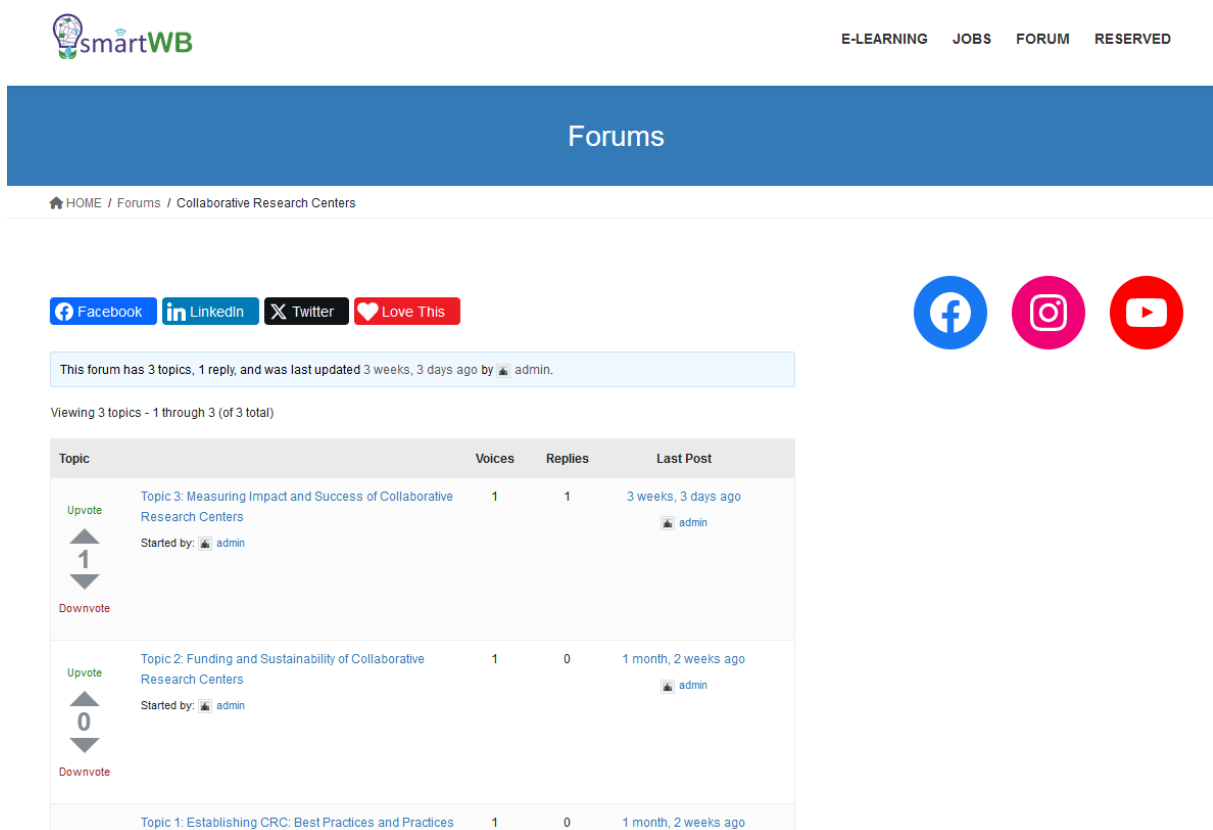 smartWB
E-LEARNING JOBS FORUM RESERVED
Forums
HOME / Forums / Collaborative Research Centers
Facebook LinkedIn Twitter Love This
This forum has 3 topics, 1 reply, and was last updated 3 weeks, 3 days ago by admin.
Viewing 3 topics - 1 through 3 (of 3 total)
Topic Voices Replies Last Post
Upvote
1
Downvote
Topic 3: Measuring Impact and Success of Collaborative
Research Centers
Started by: admin
1 1 3 weeks, 3 days ago
admin
Upvote
0
Downvote
Topic 2: Funding and Sustainability of Collaborative
Research Centers
Started by: admin
1 0 1 month, 2 weeks ago
admin
Topic 1: Establishing CRC: Best Practices and Practices 1 0 1 month, 2 weeks ago